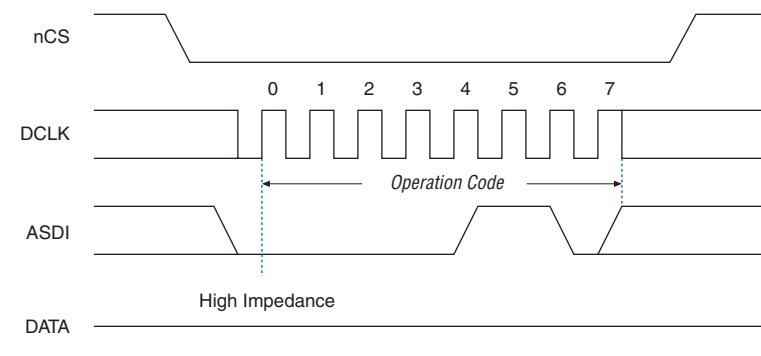 nCS
0 1 2 3 4 5 6 7
DCLK
Operation Code
ASDI
High Impedance
DATA